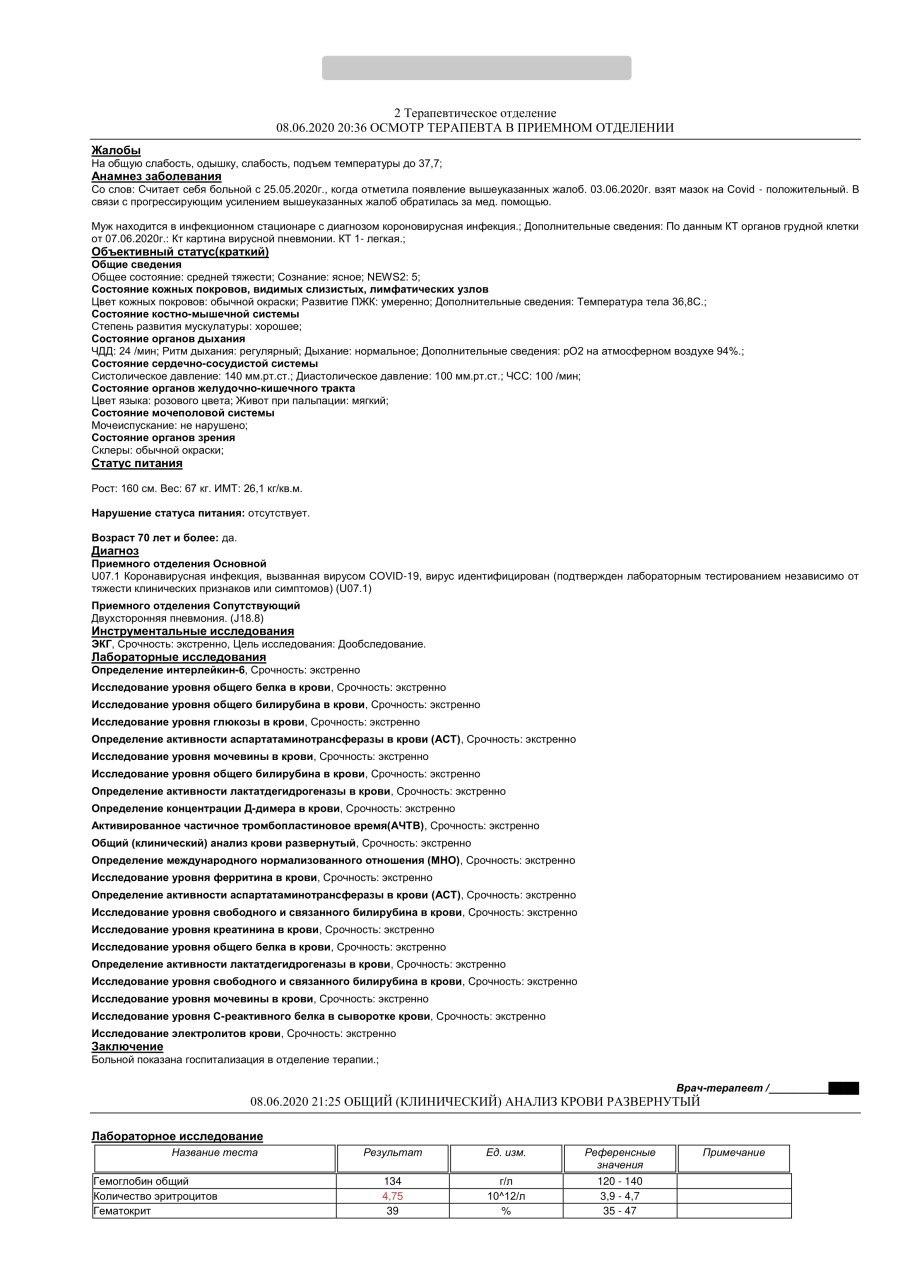 2 Терапевтическое отделение
08.06.2020 20:36 ОСМОТР ТЕРАПЕВТА В ПРИЕМНОМ ОТДЕЛЕНИИ
Жалобы
На общую слабость, одышку, слабость, подъем температуры до 37,7;
Анамнез заболевания
Со слов: Считает себя больной с 25.05.2020г., когда отметила появление вышеуказанных жалоб. 03.06.2020г. взят мазок на Covid - положительный. В
связи с прогрессирующим усилением вышеуказанных жалоб обратилась за мед. помощью.
Муж находится в инфекционном стационаре с диагнозом короновирусная инфекция.; Дополнительные сведения: По данным КТ органов грудной клетки
от 07.06.2020г.: Кт картина вирусной пневмонии. КТ 1- легкая.;
Объективный статус(краткий)
Общие сведения
Общее состояние: средней тяжести; Сознание: ясное; NEWS2: 5;
Состояние кожных покровов, видимых слизистых, лимфатических узлов
Цвет кожных покровов: обычной окраски; Развитие ПЖК: умеренно; Дополнительные сведения: Температура тела 36,8С.;
Состояние костно-мышечной системы
Степень развития мускулатуры: хорошее;
Состояние органов дыхания
ЧДД: 24 /мин; Ритм дыхания: регулярный; Дыхание: нормальное; Дополнительные сведения: рО2 на атмосферном воздухе 94%.;
Состояние сердечно-сосудистой системы
Систолическое давление: 140 мм.рт.ст.; Диастолическое давление: 100 мм.рт.ст.; ЧСС: 100 /мин;
Состояние органов желудочно-кишечного тракта
Цвет языка: розового цвета; Живот при пальпации: мягкий;
Состояние мочеполовой системы
Мочеиспускание: не нарушено;
Состояние органов зрения
Склеры: обычной окраски;
Статус питания
Рост: 160 см. Вес: 67 кг. ИМТ: 26,1 кг/кв.м.
Нарушение статуса питания: отсутствует.
Возраст 70 лет и более: да.
Диагноз
Приемного отделения Основной
U07.1 Коронавирусная инфекция, вызванная вирусом COVID-19, вирус идентифицирован (подтвержден лабораторным тестированием независимо от
тяжести клинических признаков или симптомов) (U07.1)
Приемного отделения Сопутствующий
Двухсторонняя пневмония. (J18.8)
Инструментальные исследования
ЭКГ, Срочность: экстренно, Цель исследования: Дообследование.
Лабораторные исследования
Определение интерлейкин-6, Срочность: экстренно
Исследование уровня общего белка в крови, Срочность: экстренно
Исследование уровня общего билирубина в крови, Срочность: экстренно
Исследование уровня глюкозы в крови, Срочность: экстренно
Определение активности аспартатаминотрансферазы в крови (АСТ), Срочность: экстренно
Исследование уровня мочевины в крови, Срочность: экстренно
Исследование уровня общего билирубина в крови, Срочность: экстренно
Определение активности лактатдегидрогеназы в крови, Срочность: экстренно
Определение концентрации Д-димера в крови, Срочность: экстренно
Активированное частичное тромбопластиновое время(АЧТВ), Срочность: экстренно
Общий (клинический) анализ крови развернутый, Срочность: экстренно
Определение международного нормализованного отношения (МНО), Срочность: экстренно
Исследование уровня ферритина в крови, Срочность: экстренно
Определение активности аспартатаминотрансферазы в крови (АСТ), Срочность: экстренно
Исследование уровня свободного и связанного билирубина в крови, Срочность: экстренно
Исследование уровня креатинина в крови, Срочность: экстренно
Исследование уровня общего белка в крови, Срочность: экстренно
Определение активности лактатдегидрогеназы в крови, Срочность: экстренно
Исследование уровня свободного и связанного билирубина в крови, Срочность: экстренно
Исследование уровня мочевины в крови, Срочность: экстренно
Исследование уровня С-реактивного белка в сыворотке крови, Срочность: экстренно
Исследование электролитов крови, Срочность: экстренно
Заключение
Больной показана госпитализация в отделение терапии.;
Врач-терапевт /__________
08.06.2020 21:25 ОБЩИЙ (КЛИНИЧЕСКИЙ) АНАЛИЗ КРОВИ РАЗВЕРНУТЫЙ
Лабораторное исследование
Название теста Результат Ед. изм. Референсные значения Примечание
Гемоглобин общий 134 г/л 120 - 140
Количество эритроцитов 4,75 10^12/л 3,9 - 4,7
Гематокрит 39 % 35 - 47